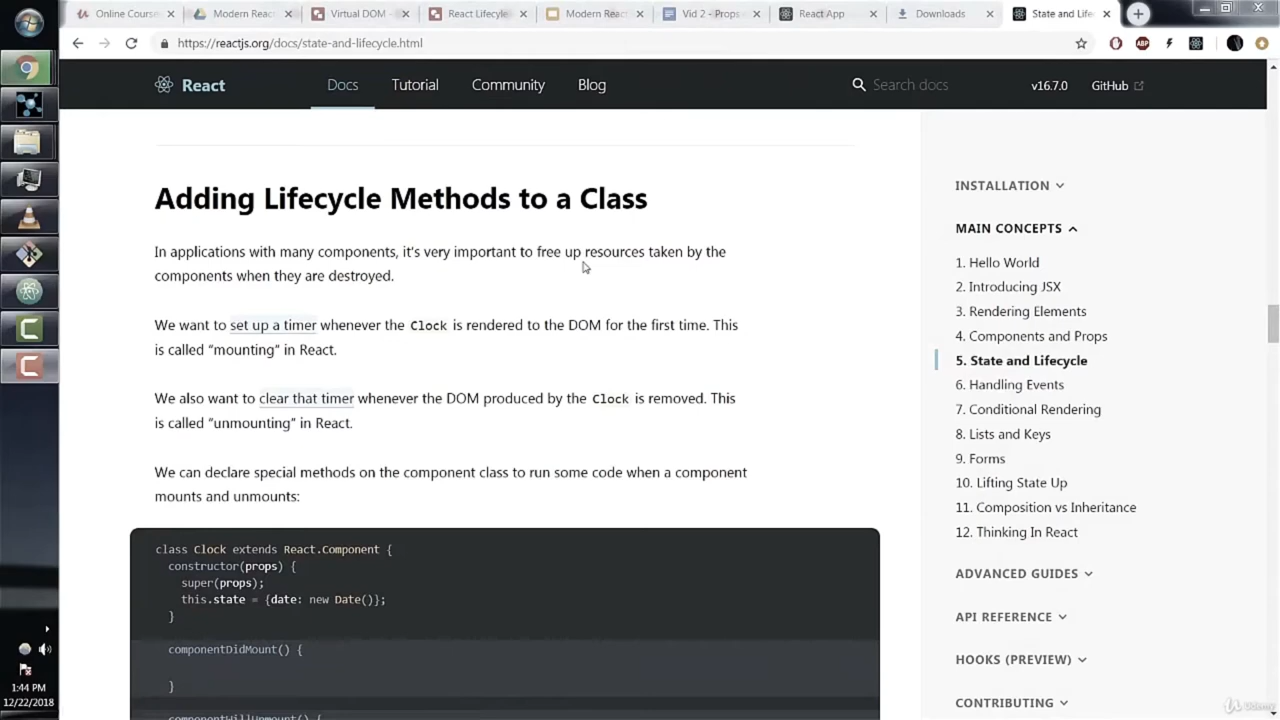 Online Course
Modern Reac
Virtual DOM -
React Lifecycl
Modern React
Vid 2 - Props
React App
Downloads
State and Life
https://reactjs.org/docs/state-and-lifecycle.html
ABP
React
Docs
Tutorial
Community
Blog
Search docs
v16.7.0
GitHub
Adding Lifecycle Methods to a Class
In applications with many components, it's very important to free up resources taken by the
components when they are destroyed.
We want to set up a timer whenever the Clock is rendered to the DOM for the first time. This
is called “mounting” in React.
We also want to clear that timer whenever the DOM produced by the Clock is removed. This
is called “unmounting” in React.
We can declare special methods on the component class to run some code when a component
mounts and unmounts:
class Clock extends React.Component {
constructor(props) {
super(props);
this.state = {date: new Date()};
}
componentDidMount() {
}
componentWillUnmount() {
INSTALLATION
MAIN CONCEPTS
1. Hello World
2. Introducing JSX
3. Rendering Elements
4. Components and Props
5. State and Lifecycle
6. Handling Events
7. Conditional Rendering
8. Lists and Keys
9. Forms
10. Lifting State Up
11. Composition vs Inheritance
12. Thinking In React
ADVANCED GUIDES
API REFERENCE
HOOKS (PREVIEW)
CONTRIBUTING
1:44 PM
12/22/2018
Udemy